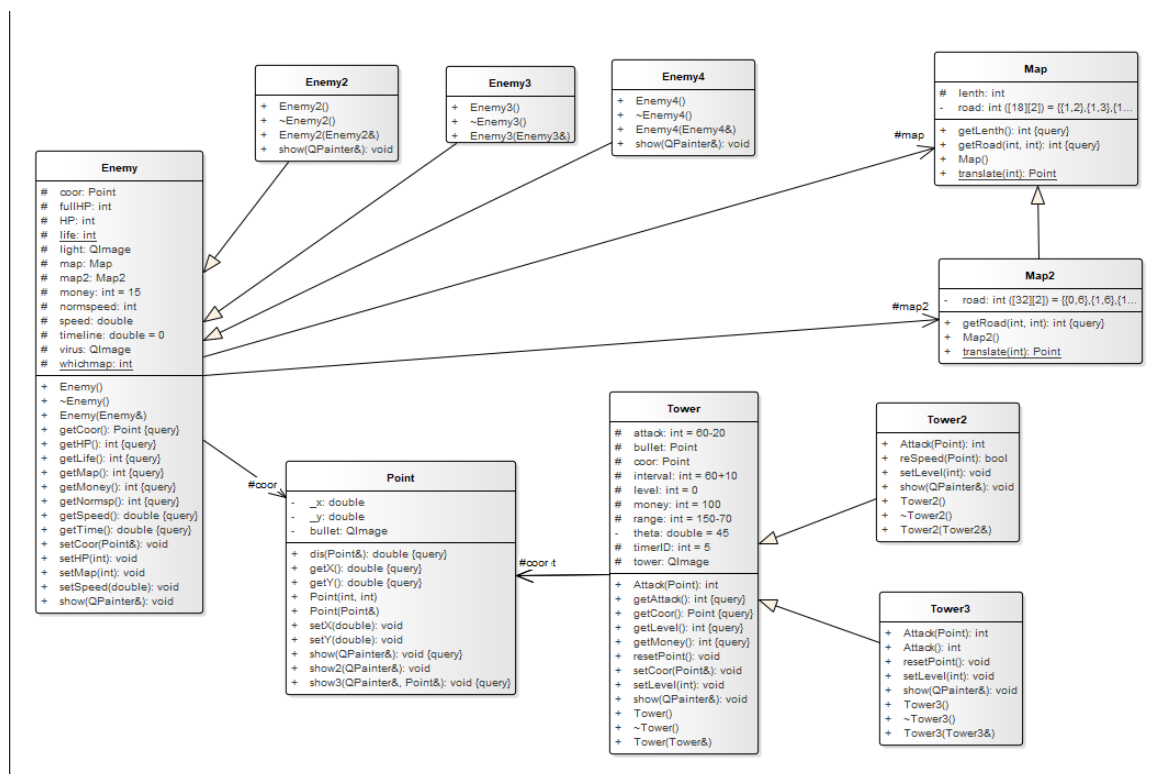 Enemy2
+ Enemy2()
+ ~Enemy2()
+ Enemy2(Enemy2&)
+ show(QPainter&): void
Enemy3
+ Enemy3()
+ ~Enemy3()
+ Enemy3(Enemy3&)
Enemy4
+ Enemy4()
+ ~Enemy4()
+ Enemy4(Enemy4&)
+ show(QPainter&): void
Map
# lenth: int
- road: int ([18][2]) = {{1,2},{1,3},{1...
+ getLenth(): int {query}
+ getRoad(int, int): int {query}
+ Map()
+ translate(int): Point
#map
Enemy
# coor: Point
# fullHP: int
# HP: int
# life: int
# light: QImage
# map: Map
# map2: Map2
# money: int = 15
# normspeed: int
# speed: double
# timeline: double = 0
# virus: QImage
# whichmap: int
+ Enemy()
+ ~Enemy()
+ Enemy(Enemy&)
+ getCoor(): Point {query}
+ getHP(): int {query}
+ getLife(): int {query}
+ getMap(): int {query}
+ getMoney(): int {query}
+ getNormsp(): int {query}
+ getSpeed(): double {query}
+ getTime(): double {query}
+ setCoor(Point&): void
+ setHP(int): void
+ setMap(int): void
+ setSpeed(double): void
+ show(QPainter&): void
Map2
- road: int ([32][2]) = {{0,6},{1,6},{1...
+ getRoad(int, int): int {query}
+ Map2()
+ translate(int): Point
#map2
#coor
Point
- _x: double
- _y: double
- bullet: QImage
+ dis(Point&): double {query}
+ getX(): double {query}
+ getY(): double {query}
+ Point(int, int)
+ Point(Point&)
+ setX(double): void
+ setY(double): void
+ show(QPainter&): void {query}
+ show2(QPainter&): void
+ show3(QPainter&, Point&): void {query}
#coor
Tower
# attack: int = 60-20
# bullet: Point
# coor: Point
# interval: int = 60+10
# level: int = 0
# money: int = 100
# range: int = 150-70
- theta: double = 45
# timerID: int = 5
# tower: QImage
+ Attack(Point): int
+ getAttack(): int {query}
+ getCoor(): Point {query}
+ getLevel(): int {query}
+ getMoney(): int {query}
+ resetPoint(): void
+ setCoor(Point&): void
+ setLevel(int): void
+ show(QPainter&): void
+ Tower()
+ ~Tower()
+ Tower(Tower&)
Tower2
+ Attack(Point): int
+ reSpeed(Point): bool
+ setLevel(int): void
+ show(QPainter&): void
+ Tower2()
+ ~Tower2()
+ Tower2(Tower2&)
Tower3
+ Attack(Point): int
+ Attack(): int
+ resetPoint(): void
+ setLevel(int): void
+ show(QPainter&): void
+ Tower3()
+ ~Tower3()
+ Tower3(Tower3&)